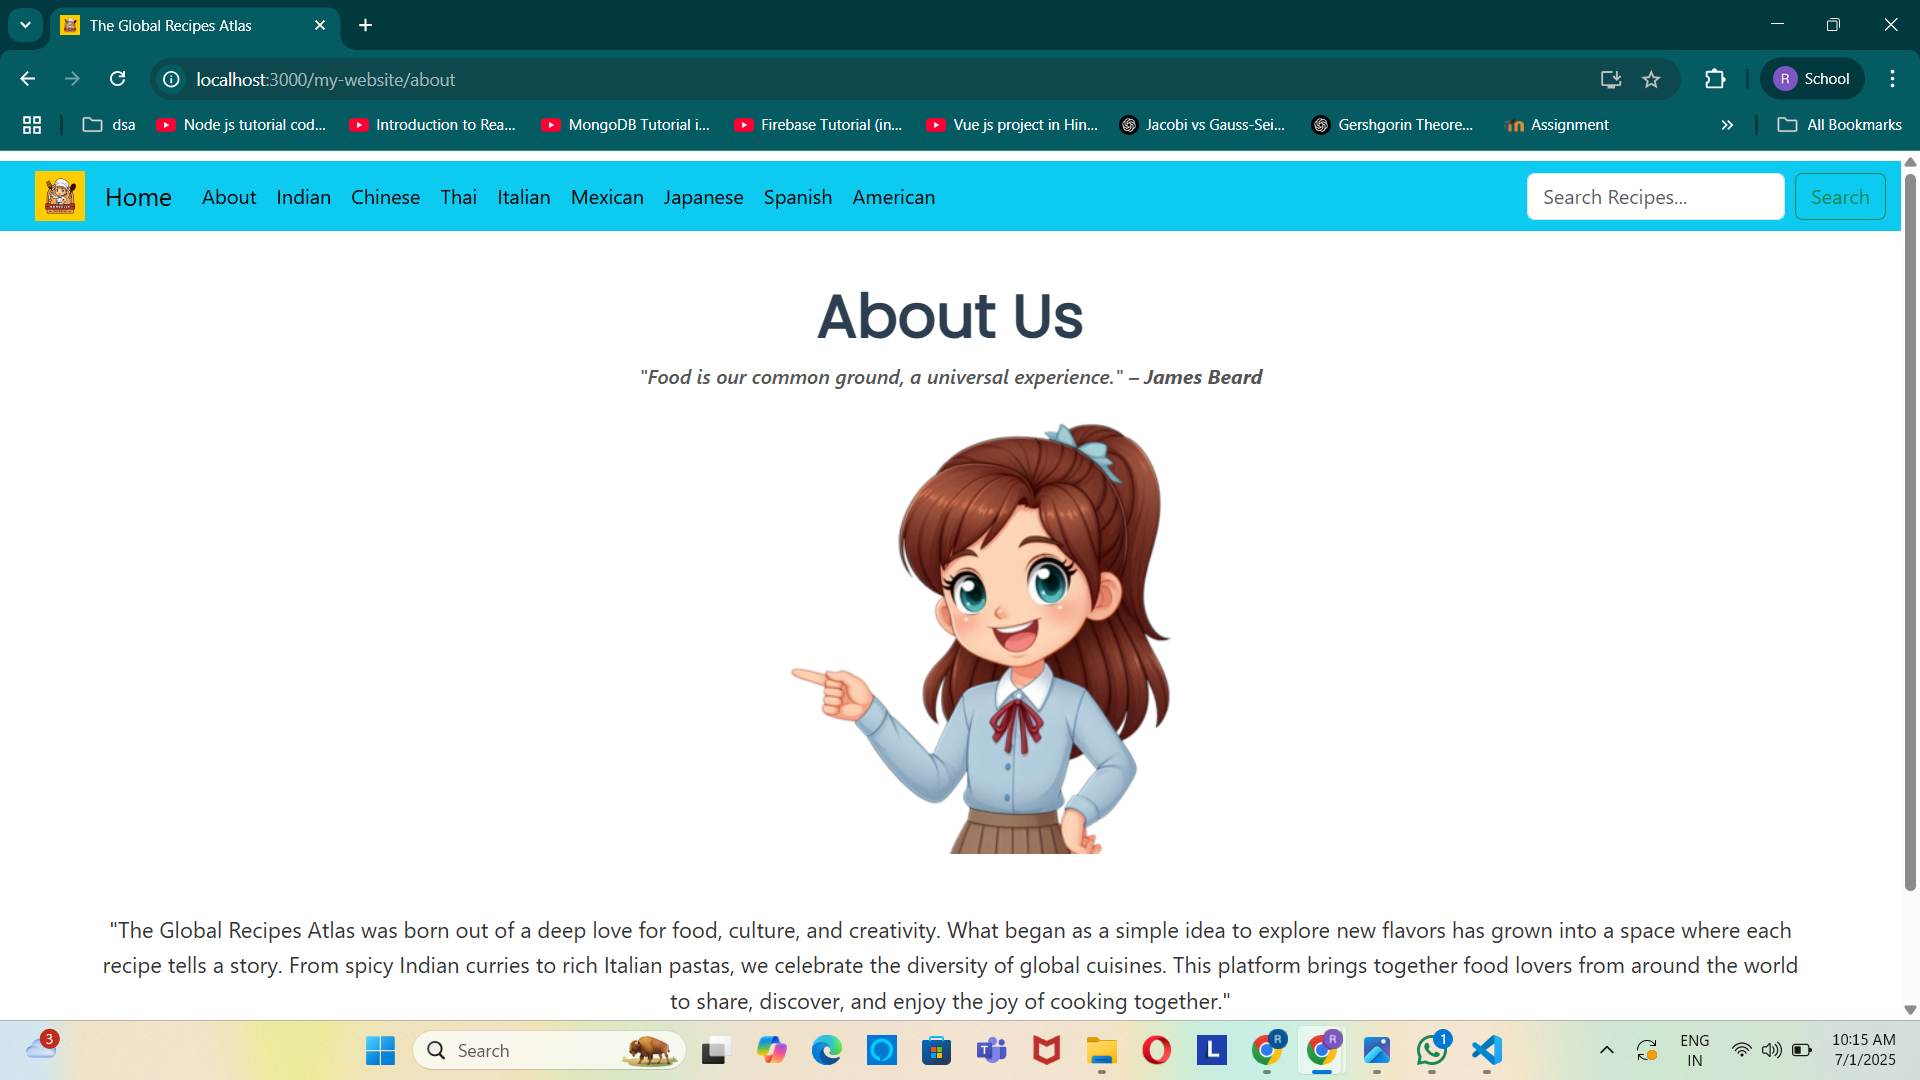 The Global Recipes Atlas
localhost:3000/my-website/about
R School
dsa
Node js tutorial cod...
Introduction to Rea...
MongoDB Tutorial i...
Firebase Tutorial (in...
Vue js project in Hin...
Jacobi vs Gauss-Sei...
Gershgorin Theore...
Assignment
All Bookmarks
Home About Indian Chinese Thai Italian Mexican Japanese Spanish American
Search Recipes... Search
About Us
"Food is our common ground, a universal experience." – James Beard
"The Global Recipes Atlas was born out of a deep love for food, culture, and creativity. What began as a simple idea to explore new flavors has grown into a space where each
recipe tells a story. From spicy Indian curries to rich Italian pastas, we celebrate the diversity of global cuisines. This platform brings together food lovers from around the world
to share, discover, and enjoy the joy of cooking together."
3
Search
L
R
R
1
ENG
IN
10:15 AM
7/1/2025